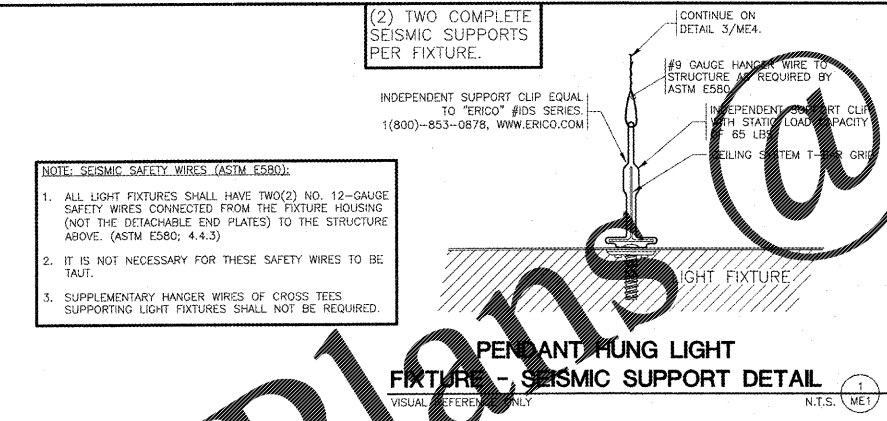 (2) TWO COMPLETE
SEISMIC SUPPORTS
PER FIXTURE.
CONTINUE ON
DETAIL 3/ME4.
#9 GAUGE HANGER WIRE TO
STRUCTURE AS REQUIRED BY
ASTM E580
INDEPENDENT SUPPORT CLIP EQUAL
TO "ERICO" #IDS SERIES.
1(800)-853-0878, WWW.ERICO.COM
INDEPENDENT SUPPORT CLIP
WITH STATIC LOAD CAPACITY
OF 65 LBS
CEILING SYSTEM T-BAR GRID
NOTE: SEISMIC SAFETY WIRES (ASTM E580):
1. ALL LIGHT FIXTURES SHALL HAVE TWO(2) NO. 12-GAUGE
SAFETY WIRES CONNECTED FROM THE FIXTURE HOUSING
(NOT THE DETACHABLE END PLATES) TO THE STRUCTURE
ABOVE. (ASTM E580; 4.4.3)
2. IT IS NOT NECESSARY FOR THESE SAFETY WIRES TO BE
TAUT.
3. SUPPLEMENTARY HANGER WIRES OF CROSS TEES
SUPPORTING LIGHT FIXTURES SHALL NOT BE REQUIRED.
LIGHT FIXTURE
PENDANT HUNG LIGHT
FIXTURE - SEISMIC SUPPORT DETAIL
VISUAL REFERENCE ONLY
N.T.S.
1
ME1
Plans @